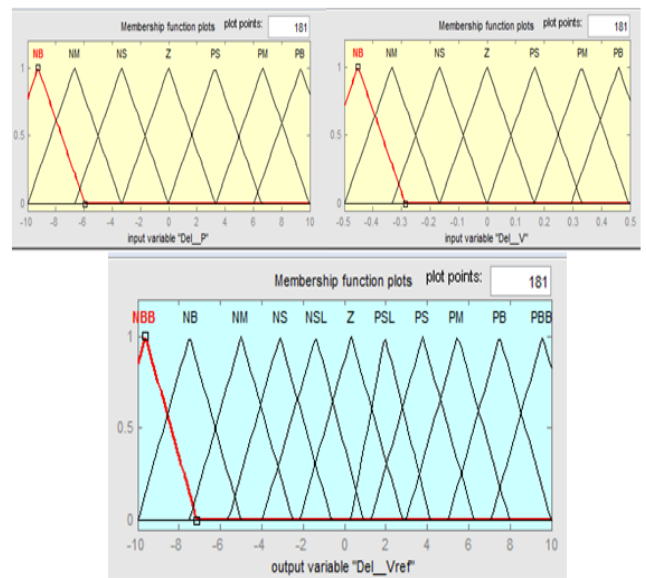 Membership function plots plot points: 181
NB NM NS Z PS PM PB
1
0.5
0
-10 -8 -6 -4 -2 0 2 4 6 8 10
input variable "Del__P"
Membership function plots plot points: 181
NB NM NS Z PS PM PB
1
0.5
0
-0.5 -0.4 -0.3 -0.2 -0.1 0 0.1 0.2 0.3 0.4 0.5
input variable "Del__V"
Membership function plots plot points: 181
NBB NB NM NS NSL Z PSL PS PM PB PBB
1
0.5
0
-10 -8 -6 -4 -2 0 2 4 6 8 10
output variable "Del__Vref"